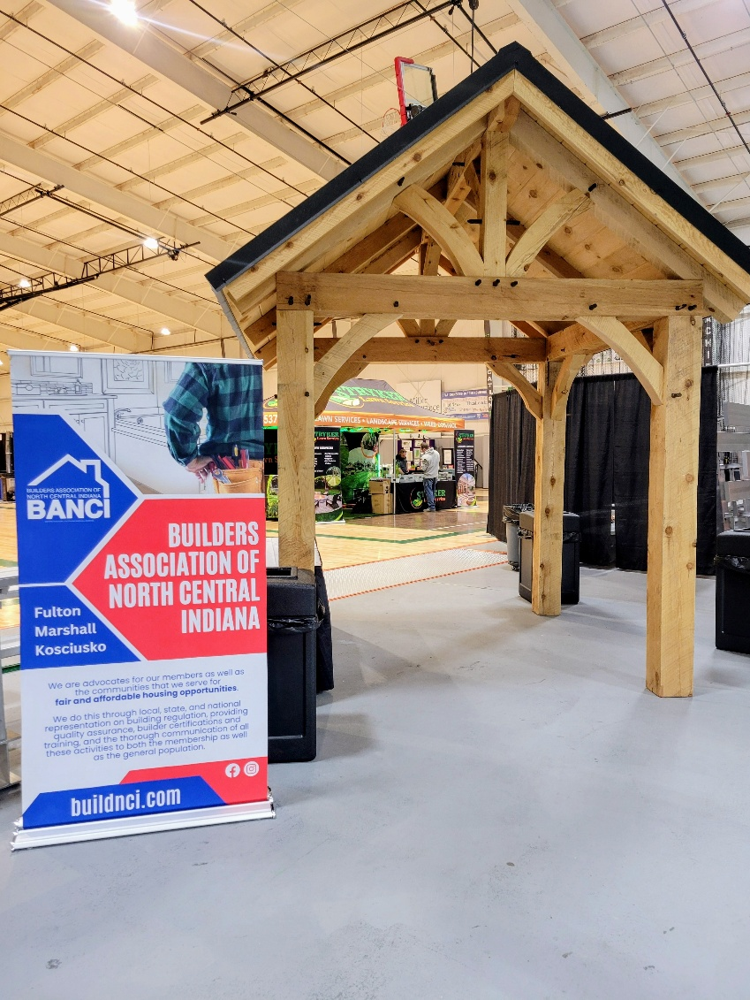 BUILDERS ASSOCIATION OF
NORTH CENTRAL INDIANA
BANCI
BUILDERS
ASSOCIATION OF
NORTH CENTRAL
INDIANA
Fulton
Marshall
Kosciusko
We are advocates for our members as well as
the communities that we serve for
fair and affordable housing opportunities.
We do this through local, state, and national
representation on building regulation, providing
quality assurance, builder certifications and
training, and the thorough communication of all
these activities to both the membership as well
as the general population.
buildnci.com
STRYKER
LAWN SERVICES • LANDSCAPE SERVICES • WEED CONTROL
STRYKER